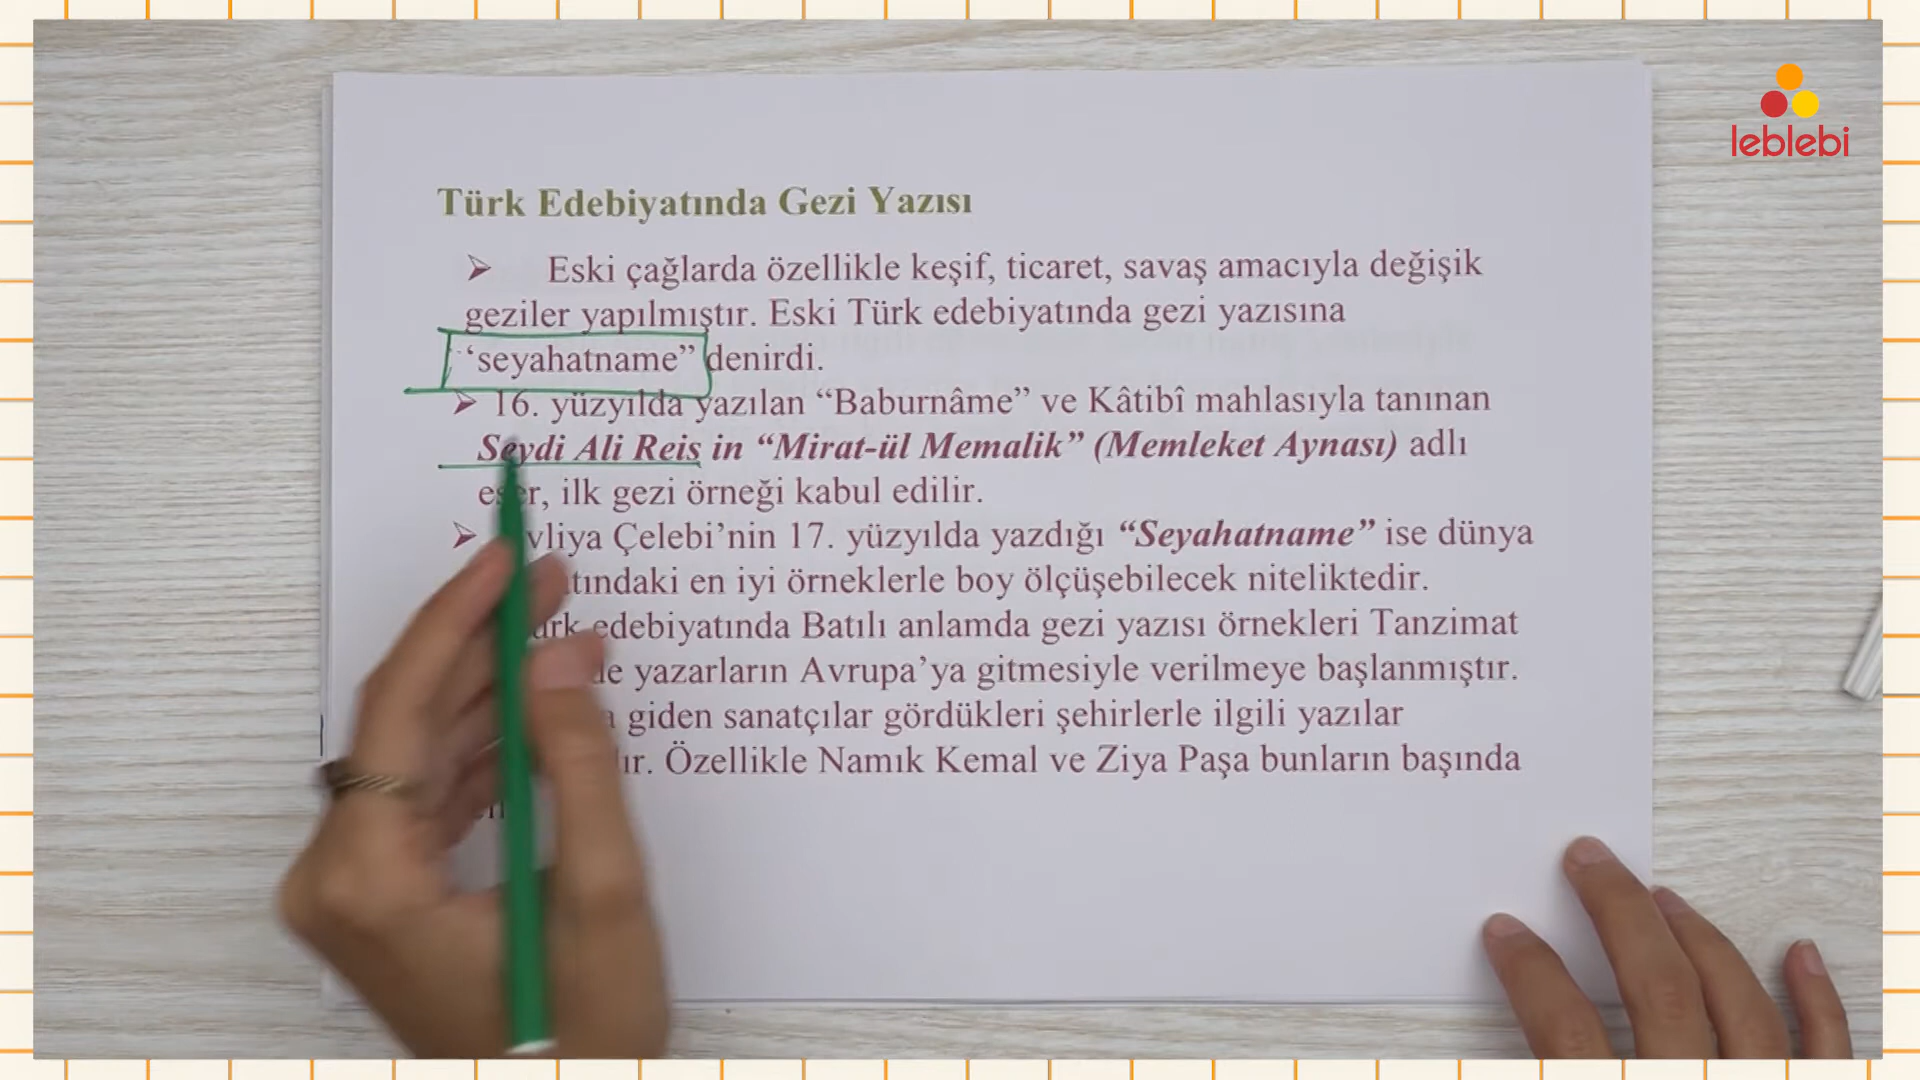 leblebi
Türk Edebiyatında Gezi Yazısı
➤ Eski çağlarda özellikle keşif, ticaret, savaş amacıyla değişik
geziler yapılmıştır. Eski Türk edebiyatında gezi yazısına
“seyahatname” denirdi.
➤ 16. yüzyılda yazılan “Baburnâme” ve Kâtibî mahlasıyla tanınan
Seydi Ali Reis in “Mirat-ül Memalik” (Memleket Aynası) adlı
eser, ilk gezi örneği kabul edilir.
➤ Evliya Çelebi’nin 17. yüzyılda yazdığı “Seyahatname” ise dünya
en iyi örneklerle boy ölçüşebilecek niteliktedir.
edebiyatında Batılı anlamda gezi yazısı örnekleri Tanzimat
yazarların Avrupa’ya gitmesiyle verilmeye başlanmıştır.
giden sanatçılar gördükleri şehirlerle ilgili yazılar
Özellikle Namık Kemal ve Ziya Paşa bunların başında